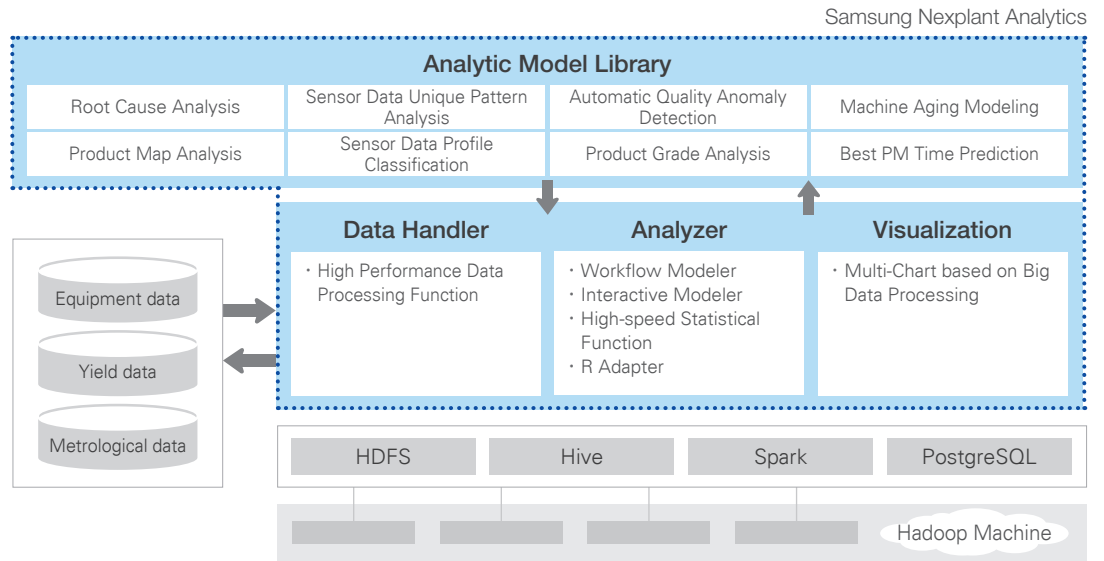 Samsung Nexplant Analytics
Analytic Model Library
Root Cause Analysis
Sensor Data Unique Pattern
Analysis
Automatic Quality Anomaly
Detection
Machine Aging Modeling
Product Map Analysis
Sensor Data Profile
Classification
Product Grade Analysis
Best PM Time Prediction
Equipment data
Yield data
Metrological data
Data Handler
・High Performance Data
Processing Function
Analyzer
・Workflow Modeler
・Interactive Modeler
・High-speed Statistical
Function
・R Adapter
Visualization
・Multi-Chart based on Big
Data Processing
HDFS
Hive
Spark
PostgreSQL
Hadoop Machine